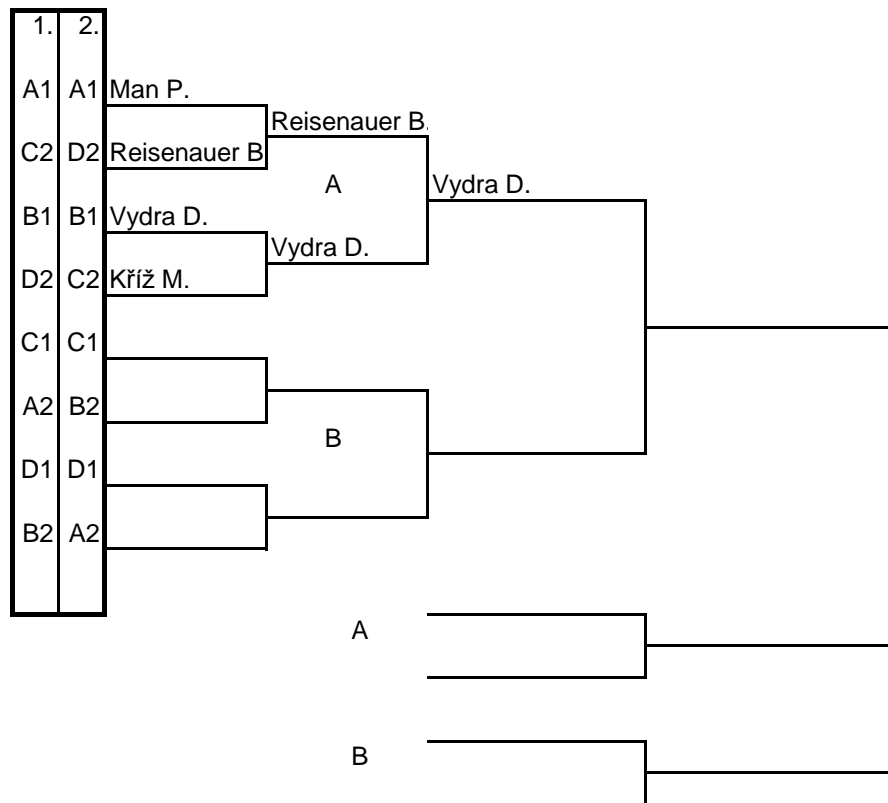 1. 2.
A1 A1 Man P.
Reisenauer B.
C2 D2 Reisenauer B
A Vydra D.
B1 B1 Vydra D.
Vydra D.
D2 C2 Kříž M.
C1 C1
A2 B2
B
D1 D1
B2 A2
A
B